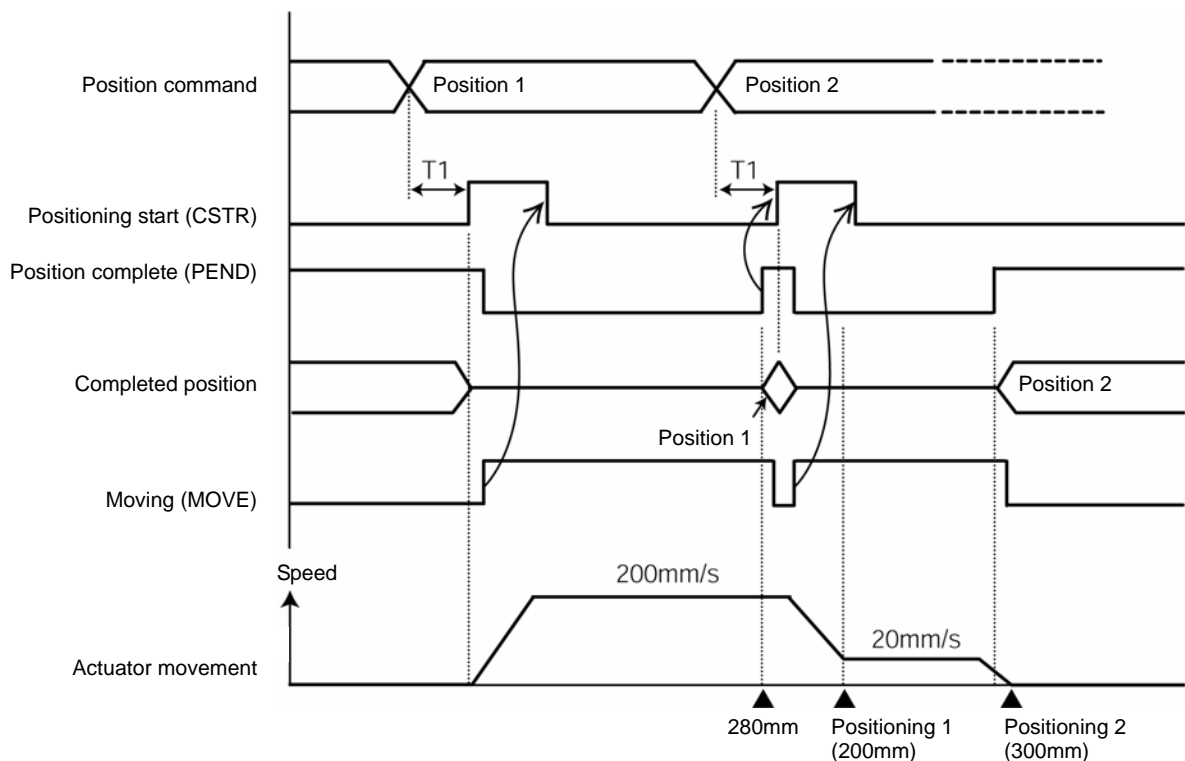 Position command
Position 1
Position 2
T1
T1
Positioning start (CSTR)
Position complete (PEND)
Completed position
Position 2
Position 1
Moving (MOVE)
Speed
200mm/s
20mm/s
Actuator movement
280mm
Positioning 1
(200mm)
Positioning 2
(300mm)